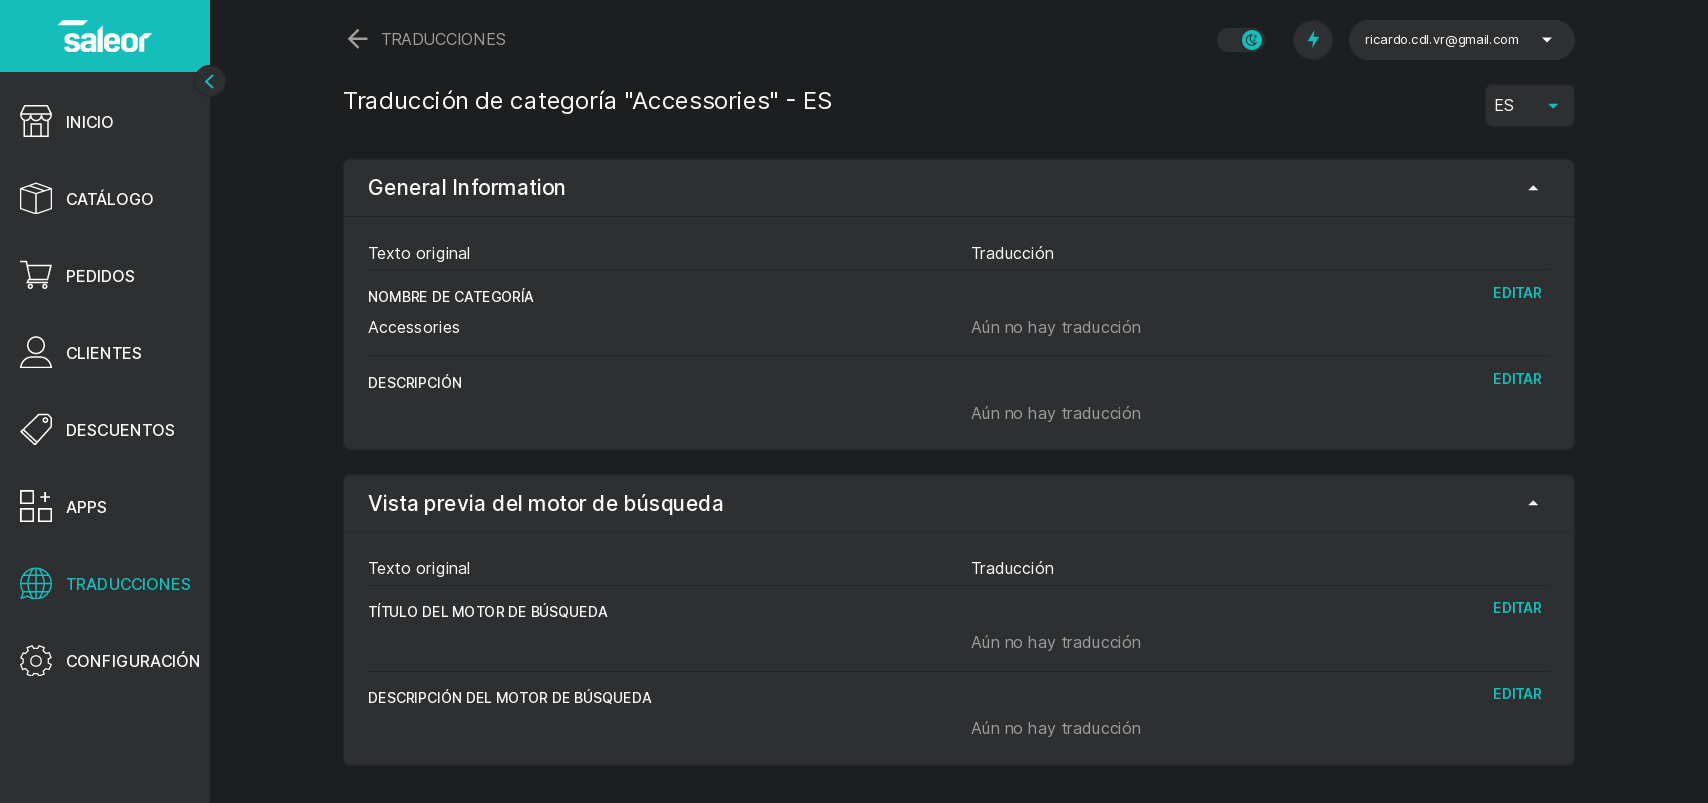 saleor
TRADUCCIONES
ricardo.cdl.vr@gmail.com
Traducción de categoría "Accessories" - ES
ES
INICIO
CATÁLOGO
PEDIDOS
CLIENTES
DESCUENTOS
APPS
TRADUCCIONES
CONFIGURACIÓN
General Information
Texto original
Traducción
NOMBRE DE CATEGORÍA
EDITAR
Accessories
Aún no hay traducción
DESCRIPCIÓN
EDITAR
Aún no hay traducción
Vista previa del motor de búsqueda
Texto original
Traducción
TÍTULO DEL MOTOR DE BÚSQUEDA
EDITAR
Aún no hay traducción
DESCRIPCIÓN DEL MOTOR DE BÚSQUEDA
EDITAR
Aún no hay traducción